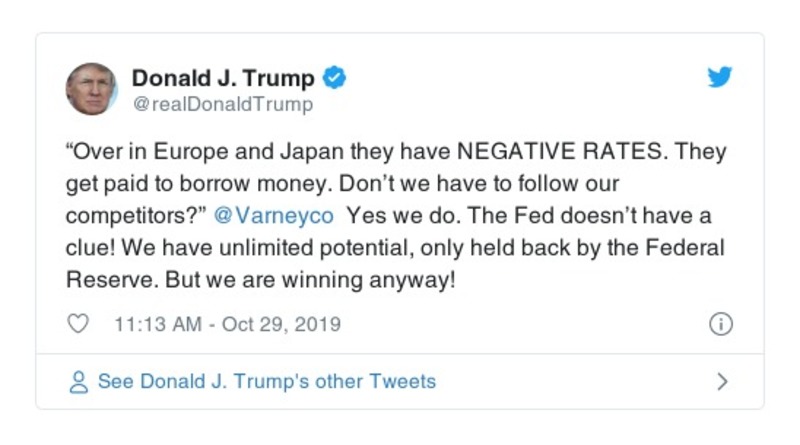 Donald J. Trump
@realDonaldTrump
“Over in Europe and Japan they have NEGATIVE RATES. They
get paid to borrow money. Don’t we have to follow our
competitors?” @Varneyco  Yes we do. The Fed doesn’t have a
clue! We have unlimited potential, only held back by the Federal
Reserve. But we are winning anyway!
11:13 AM - Oct 29, 2019
See Donald J. Trump's other Tweets